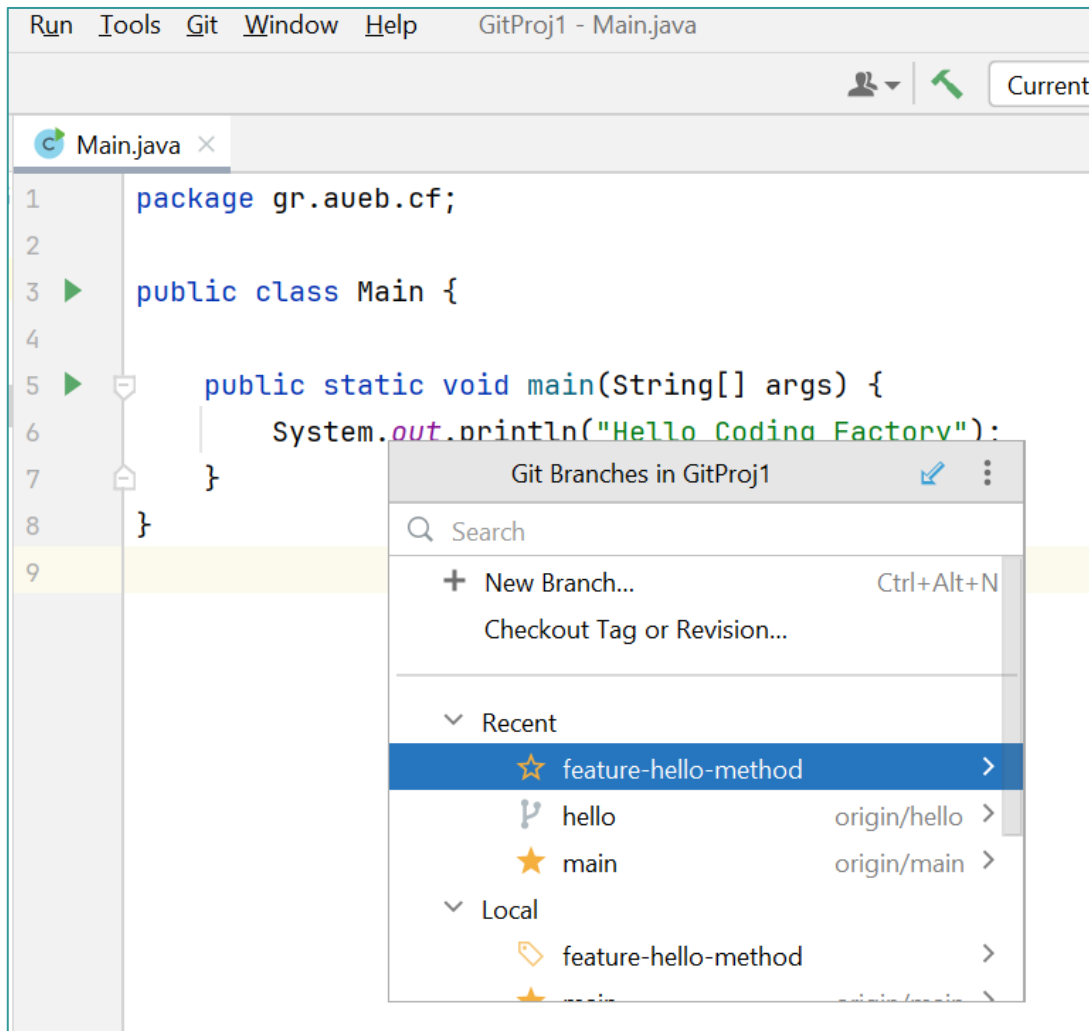 Run Tools Git Window Help GitProj1 - Main.java
Current
C Main.java
1 package gr.aueb.cf;
2
3 public class Main {
4
5 public static void main(String[] args) {
6 System.out.println("Hello Coding Factory");
7 }
8 }
9
Git Branches in GitProj1
Search
New Branch... Ctrl+Alt+N
Checkout Tag or Revision...
Recent
feature-hello-method
hello origin/hello
main origin/main
Local
feature-hello-method
main origin/main